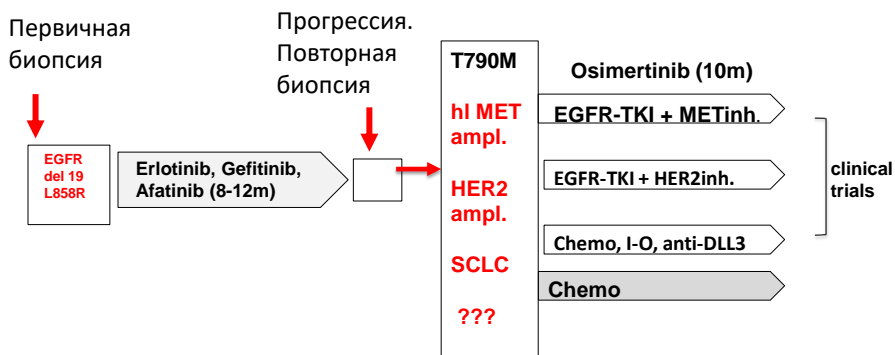 Первичная
биопсия
Прогрессия.
Повторная
биопсия
EGFR
del 19
L858R
Erlotinib, Gefitinib,
Afatinib (8-12m)
T790M
hl MET
ampl.
HER2
ampl.
SCLC
???
Osimertinib (10m)
EGFR-TKI + METinh.
EGFR-TKI + HER2inh.
Chemo, I-O, anti-DLL3
Chemo
clinical
trials